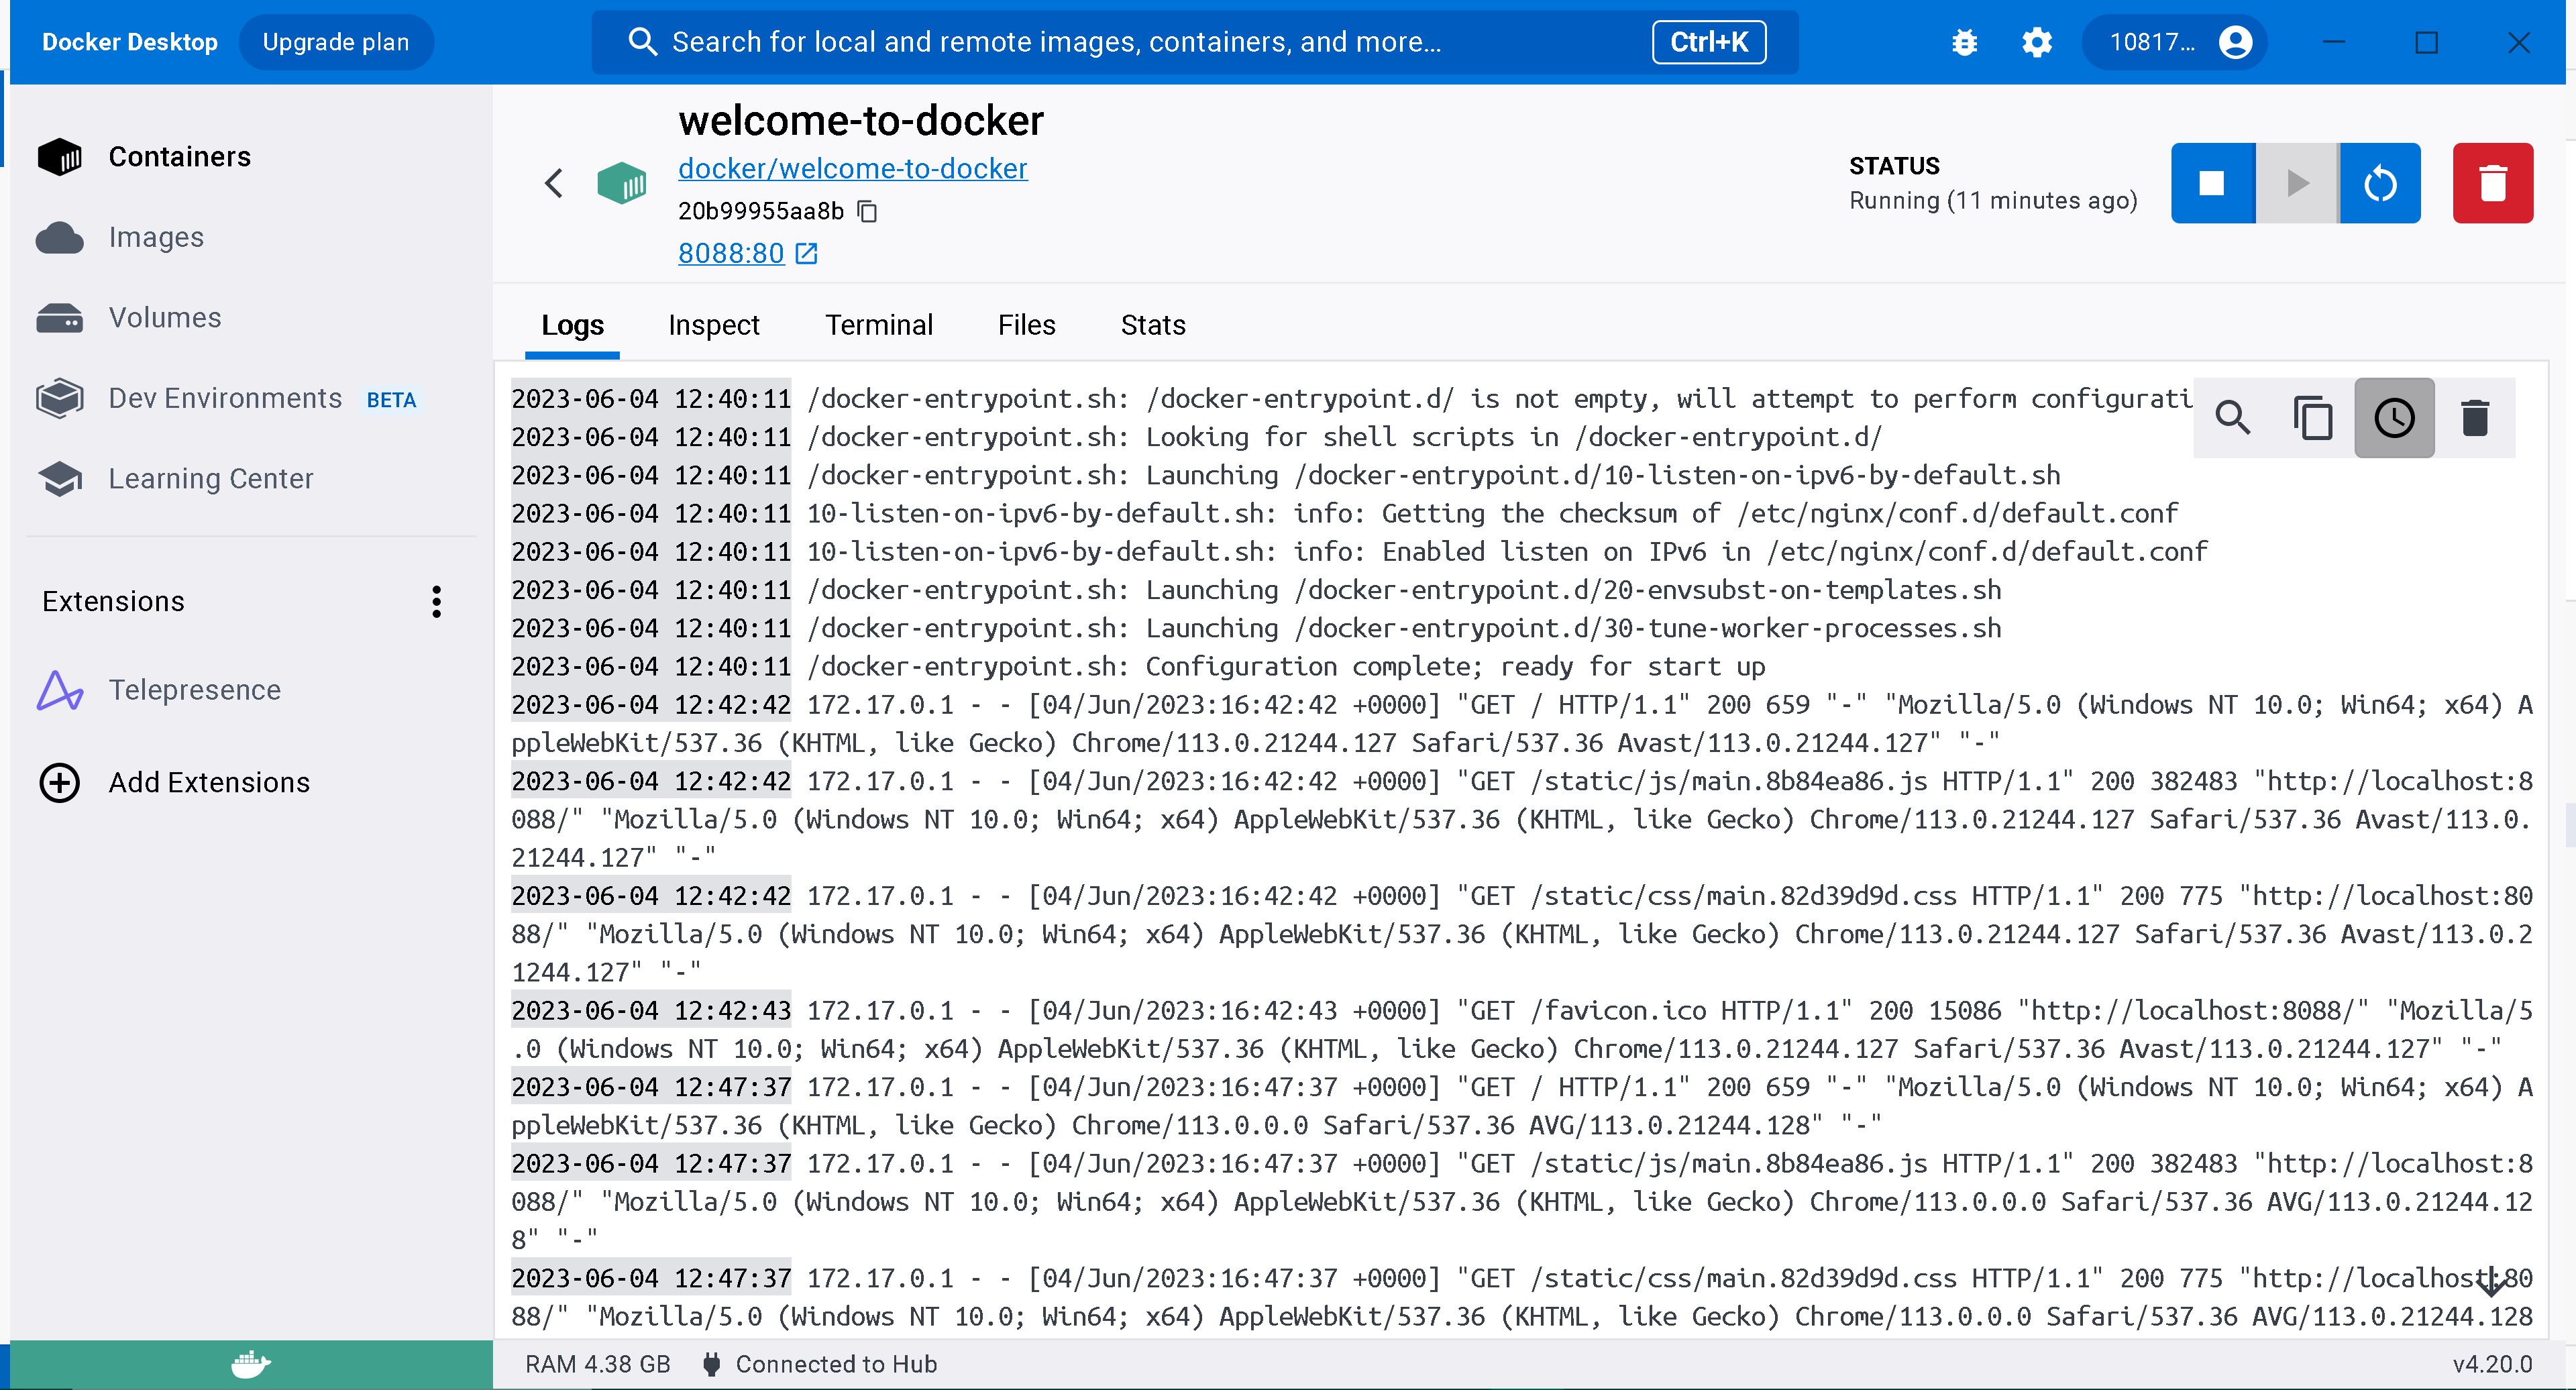 Docker Desktop
Upgrade plan
Search for local and remote images, containers, and more...
Ctrl+K
10817...
Containers
Images
Volumes
Dev Environments BETA
Learning Center
Extensions
Telepresence
Add Extensions
welcome-to-docker
docker/welcome-to-docker
20b99955aa8b
8088:80
STATUS
Running (11 minutes ago)
Logs
Inspect
Terminal
Files
Stats
2023-06-04 12:40:11 /docker-entrypoint.sh: /docker-entrypoint.d/ is not empty, will attempt to perform configurati
2023-06-04 12:40:11 /docker-entrypoint.sh: Looking for shell scripts in /docker-entrypoint.d/
2023-06-04 12:40:11 /docker-entrypoint.sh: Launching /docker-entrypoint.d/10-listen-on-ipv6-by-default.sh
2023-06-04 12:40:11 10-listen-on-ipv6-by-default.sh: info: Getting the checksum of /etc/nginx/conf.d/default.conf
2023-06-04 12:40:11 10-listen-on-ipv6-by-default.sh: info: Enabled listen on IPv6 in /etc/nginx/conf.d/default.conf
2023-06-04 12:40:11 /docker-entrypoint.sh: Launching /docker-entrypoint.d/20-envsubst-on-templates.sh
2023-06-04 12:40:11 /docker-entrypoint.sh: Launching /docker-entrypoint.d/30-tune-worker-processes.sh
2023-06-04 12:40:11 /docker-entrypoint.sh: Configuration complete; ready for start up
2023-06-04 12:42:42 172.17.0.1 - - [04/Jun/2023:16:42:42 +0000] "GET / HTTP/1.1" 200 659 "-" "Mozilla/5.0 (Windows NT 10.0; Win64; x64) A
ppleWebKit/537.36 (KHTML, like Gecko) Chrome/113.0.21244.127 Safari/537.36 Avast/113.0.21244.127" "-"
2023-06-04 12:42:42 172.17.0.1 - - [04/Jun/2023:16:42:42 +0000] "GET /static/js/main.8b84ea86.js HTTP/1.1" 200 382483 "http://localhost:8
088/" "Mozilla/5.0 (Windows NT 10.0; Win64; x64) AppleWebKit/537.36 (KHTML, like Gecko) Chrome/113.0.21244.127 Safari/537.36 Avast/113.0.
21244.127" "-"
2023-06-04 12:42:42 172.17.0.1 - - [04/Jun/2023:16:42:42 +0000] "GET /static/css/main.82d39d9d.css HTTP/1.1" 200 775 "http://localhost:80
88/" "Mozilla/5.0 (Windows NT 10.0; Win64; x64) AppleWebKit/537.36 (KHTML, like Gecko) Chrome/113.0.21244.127 Safari/537.36 Avast/113.0.2
1244.127" "-"
2023-06-04 12:42:43 172.17.0.1 - - [04/Jun/2023:16:42:43 +0000] "GET /favicon.ico HTTP/1.1" 200 15086 "http://localhost:8088/" "Mozilla/5
.0 (Windows NT 10.0; Win64; x64) AppleWebKit/537.36 (KHTML, like Gecko) Chrome/113.0.21244.127 Safari/537.36 Avast/113.0.21244.127" "-"
2023-06-04 12:47:37 172.17.0.1 - - [04/Jun/2023:16:47:37 +0000] "GET / HTTP/1.1" 200 659 "-" "Mozilla/5.0 (Windows NT 10.0; Win64; x64) A
ppleWebKit/537.36 (KHTML, like Gecko) Chrome/113.0.0.0 Safari/537.36 AVG/113.0.21244.128" "-"
2023-06-04 12:47:37 172.17.0.1 - - [04/Jun/2023:16:47:37 +0000] "GET /static/js/main.8b84ea86.js HTTP/1.1" 200 382483 "http://localhost:8
088/" "Mozilla/5.0 (Windows NT 10.0; Win64; x64) AppleWebKit/537.36 (KHTML, like Gecko) Chrome/113.0.0.0 Safari/537.36 AVG/113.0.21244.12
8" "-"
2023-06-04 12:47:37 172.17.0.1 - - [04/Jun/2023:16:47:37 +0000] "GET /static/css/main.82d39d9d.css HTTP/1.1" 200 775 "http://localhost:80
88/" "Mozilla/5.0 (Windows NT 10.0; Win64; x64) AppleWebKit/537.36 (KHTML, like Gecko) Chrome/113.0.0.0 Safari/537.36 AVG/113.0.21244.128
RAM 4.38 GB
Connected to Hub
v4.20.0